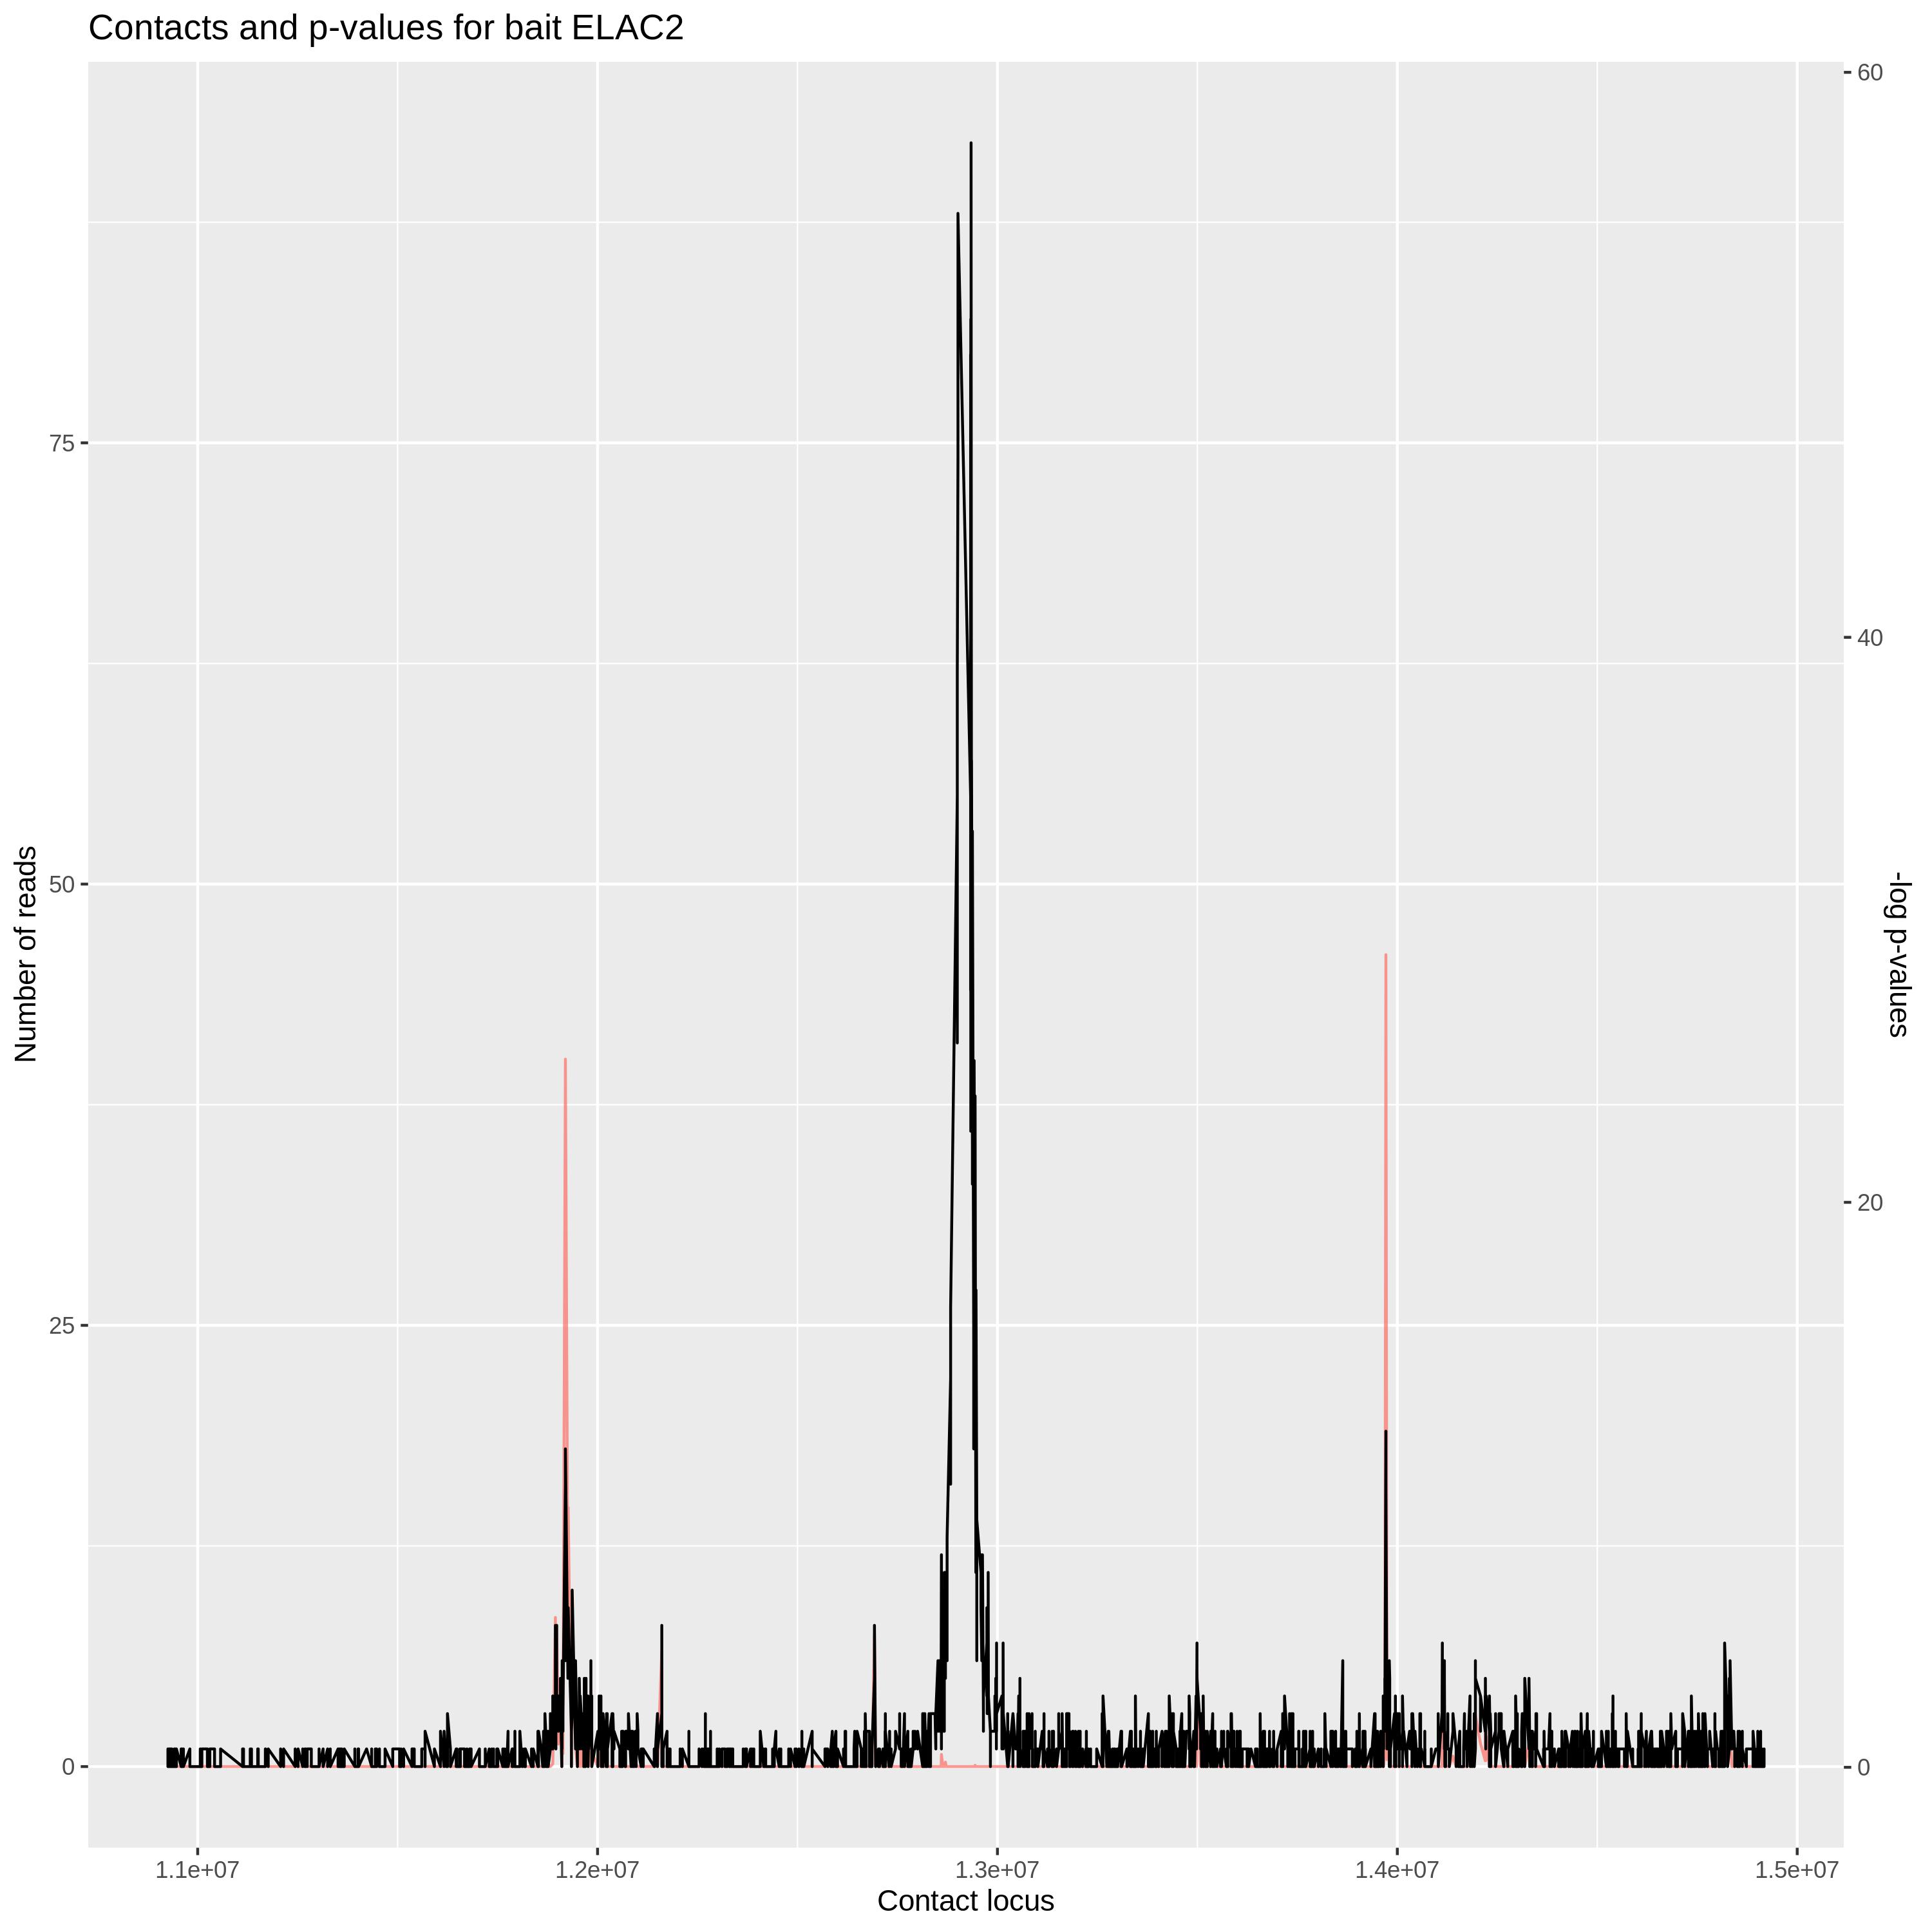 Contacts and p-values for bait ELAC2
60
75
40
50
Number of reads
-log p-values
20
25
0
0
1.1e+07
1.2e+07
1.3e+07
1.4e+07
1.5e+07
Contact locus